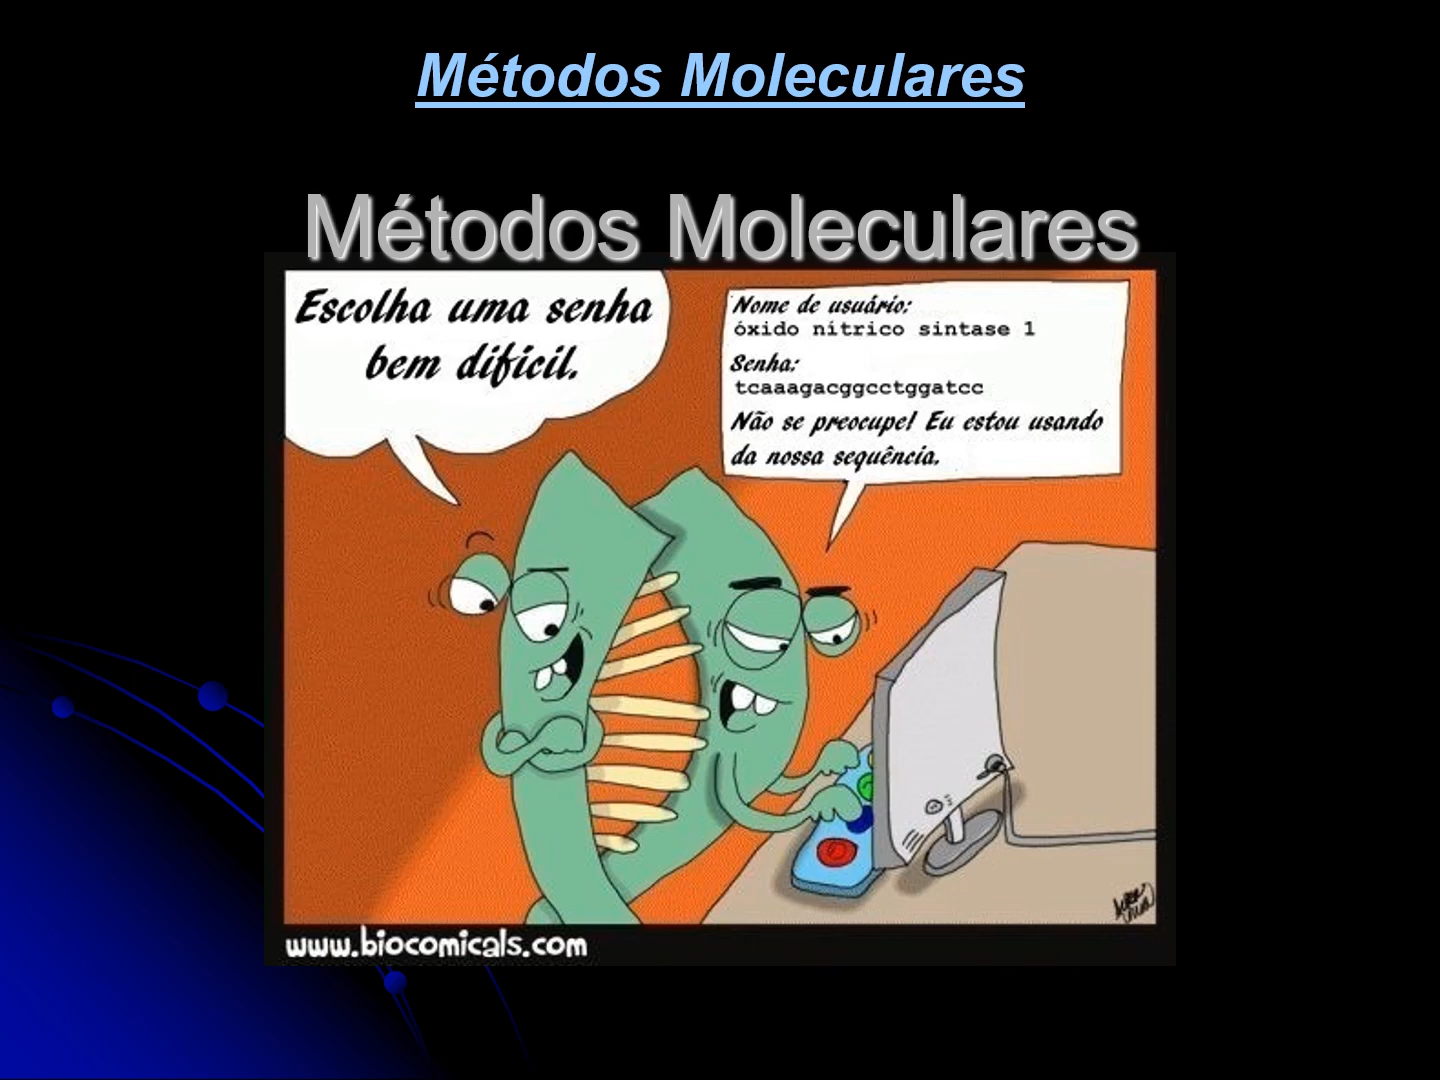 Métodos Moleculares
Métodos Moleculares
Escolha uma senha
bem difícil.
Nome de usuário:
óxido nítrico sintase 1
Senha:
tcaaagacggcctggatcc
Não se preocupe! Eu estou usando
da nossa sequência.
www.biocomicals.com